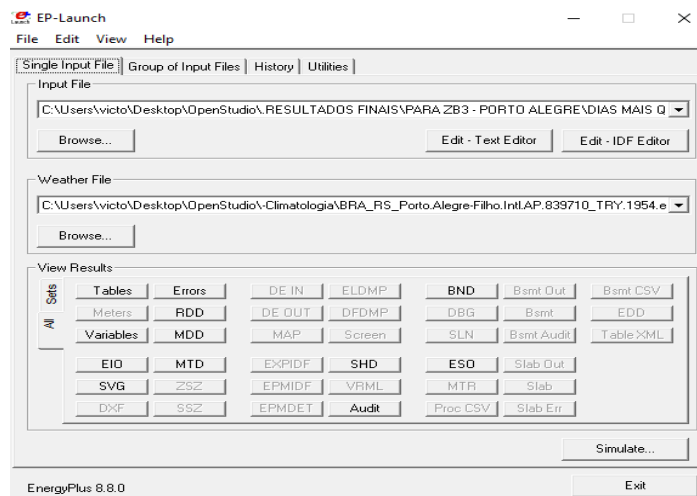 EP-Launch
File Edit View Help
Single Input File Group of Input Files History Utilities
Input File
C:\Users\victo\Desktop\OpenStudio\.RESULTADOS FINAIS\PARA ZB3 - PORTO ALEGRE\DIAS MAIS Q
Browse... Edit - Text Editor Edit - IDF Editor
Weather File
C:\Users\victo\Desktop\OpenStudio\-Climatologia\BRA_RS_Porto.Alegre-Filho.Intl.AP.839710_TRY.1954.e
Browse...
View Results
Sets
All
Tables Errors DE IN ELDMP BND Bsmt Out Bsmt CSV
Meters RDD DE OUT DFDMP DBG Bsmt EDD
Variables MDD MAP Screen SLN Bsmt Audit Table XML
EIO MTD EXPIDF SHD ESO Slab Out
SVG ZSZ EPMIDF VRML MTR Slab
DXF SSZ EPMDET Audit Proc CSV Slab Err
Simulate...
EnergyPlus 8.8.0 Exit